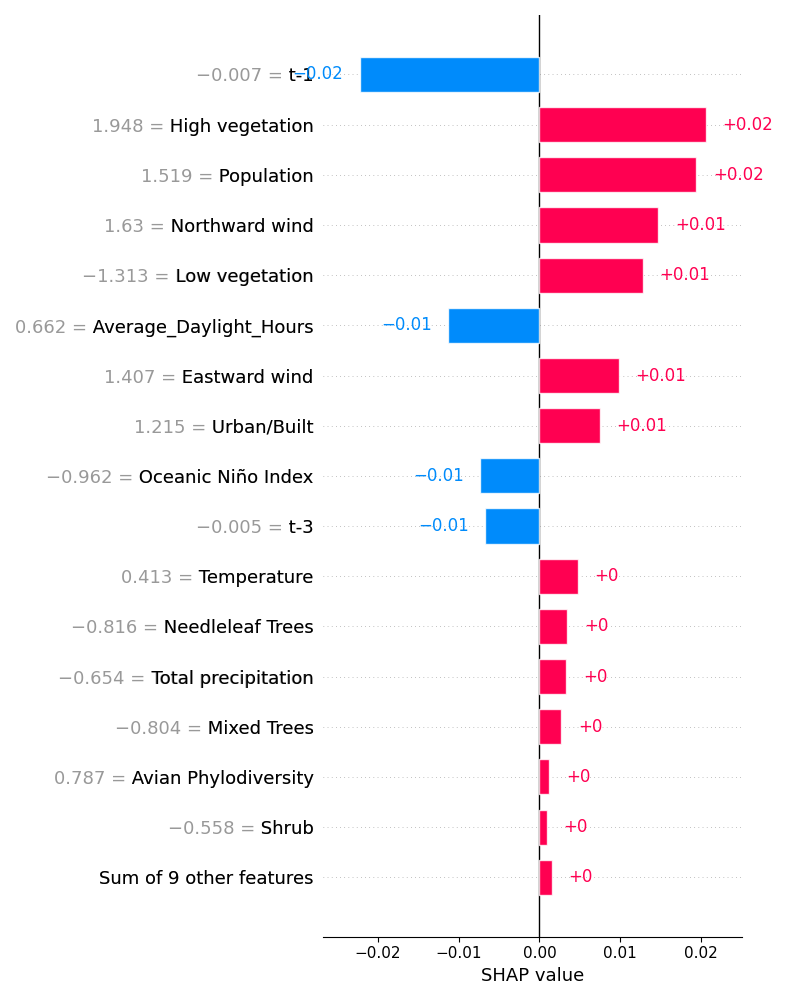 −0.007 = t-1 −0.02
1.948 = High vegetation +0.02
1.519 = Population +0.02
1.63 = Northward wind +0.01
−1.313 = Low vegetation +0.01
0.662 = Average_Daylight_Hours −0.01
1.407 = Eastward wind +0.01
1.215 = Urban/Built +0.01
−0.962 = Oceanic Niño Index −0.01
−0.005 = t-3 −0.01
0.413 = Temperature +0
−0.816 = Needleleaf Trees +0
−0.654 = Total precipitation +0
−0.804 = Mixed Trees +0
0.787 = Avian Phylodiversity +0
−0.558 = Shrub +0
Sum of 9 other features +0
−0.02 −0.01 0.00 0.01 0.02
SHAP value